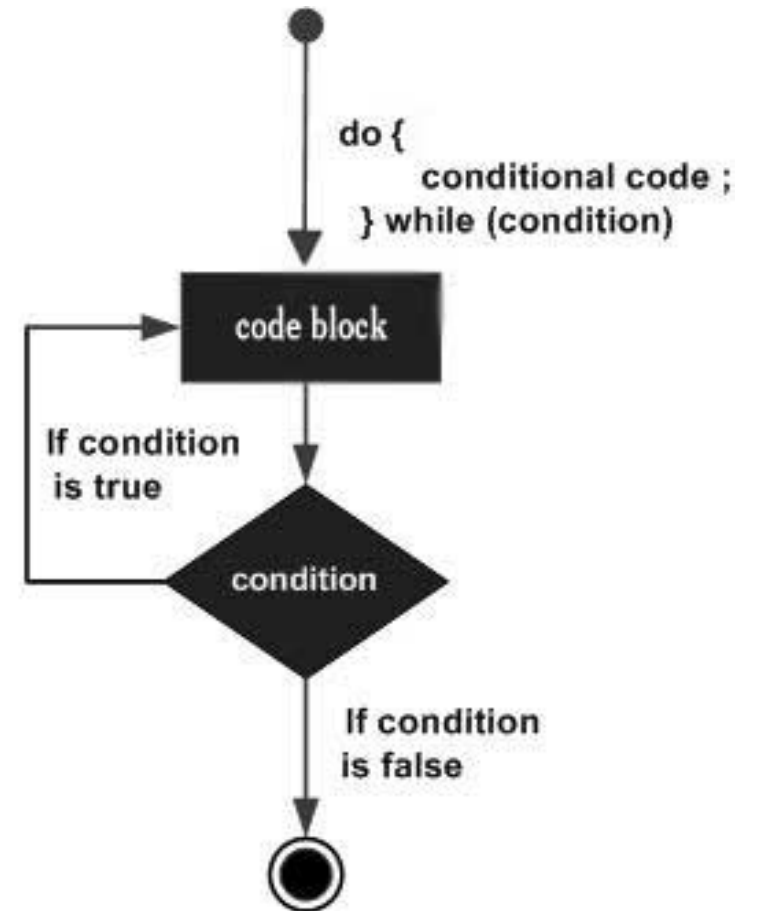 do {
conditional code ;
} while (condition)
code block
If condition
is true
condition
If condition
is false